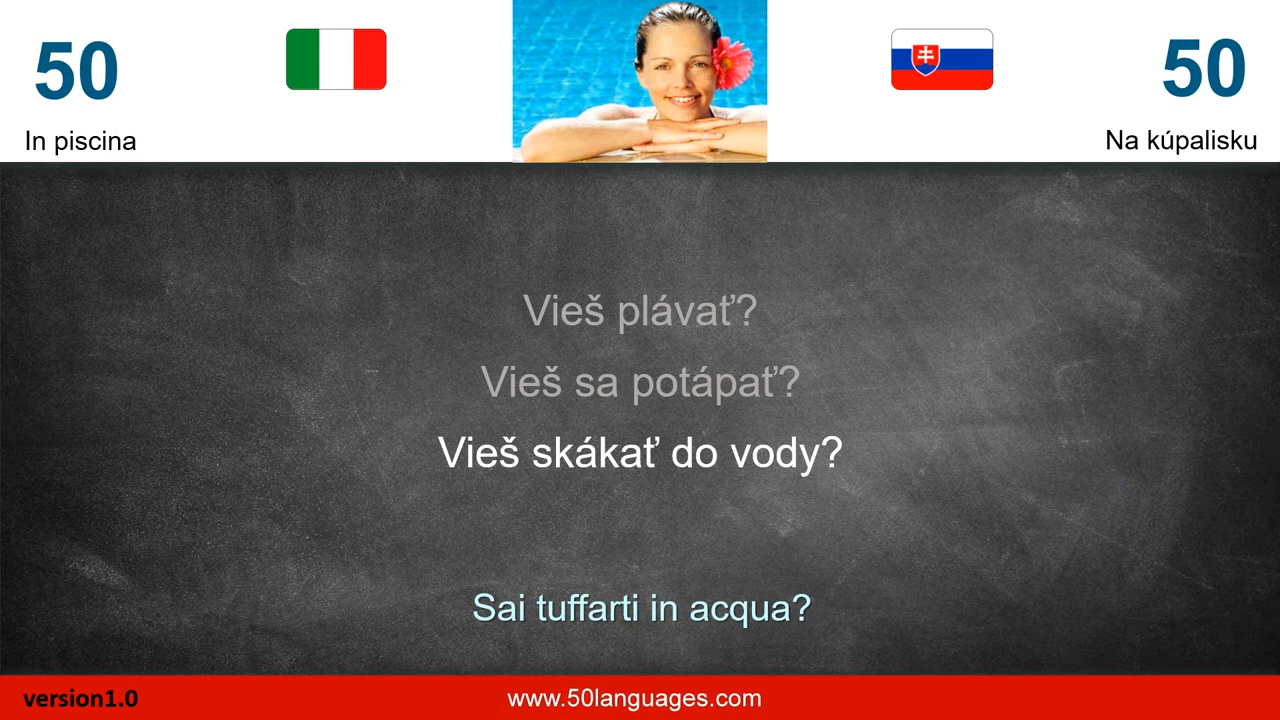 50
50
In piscina
Na kúpalisku
Vieš plávať?
Vieš sa potápať?
Vieš skákať do vody?
Sai tuffarti in acqua?
version1.0
www.50languages.com